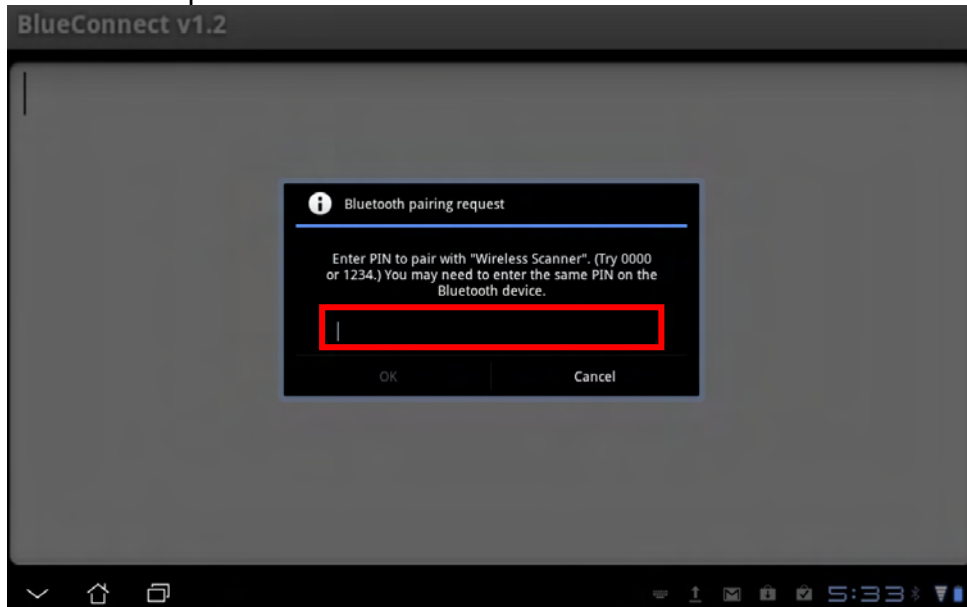 BlueConnect v1.2
Bluetooth pairing request
Enter PIN to pair with "Wireless Scanner". (Try 0000
or 1234.) You may need to enter the same PIN on the
Bluetooth device.
OK
Cancel
5:33